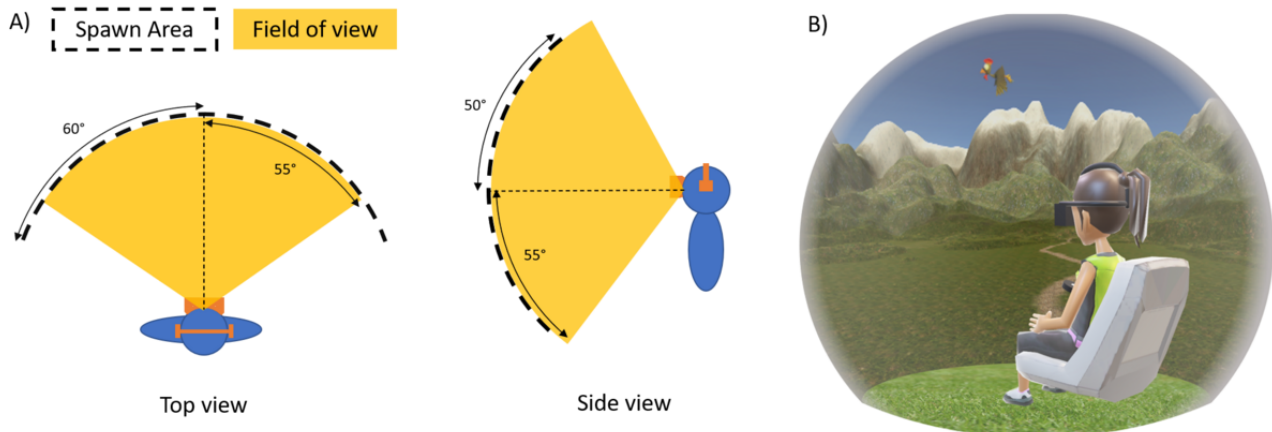 A)
Spawn Area
Field of view
B)
60°
55°
50°
55°
Top view
Side view